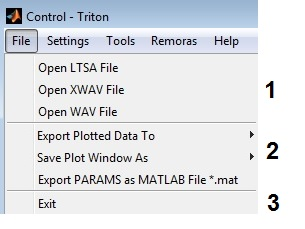 Control - Triton
File Settings Tools Remoras Help
Open LTSA File
Open XWAV File
1
Open WAV File
Export Plotted Data To
Save Plot Window As
2
Export PARAMS as MATLAB File *.mat
Exit
3